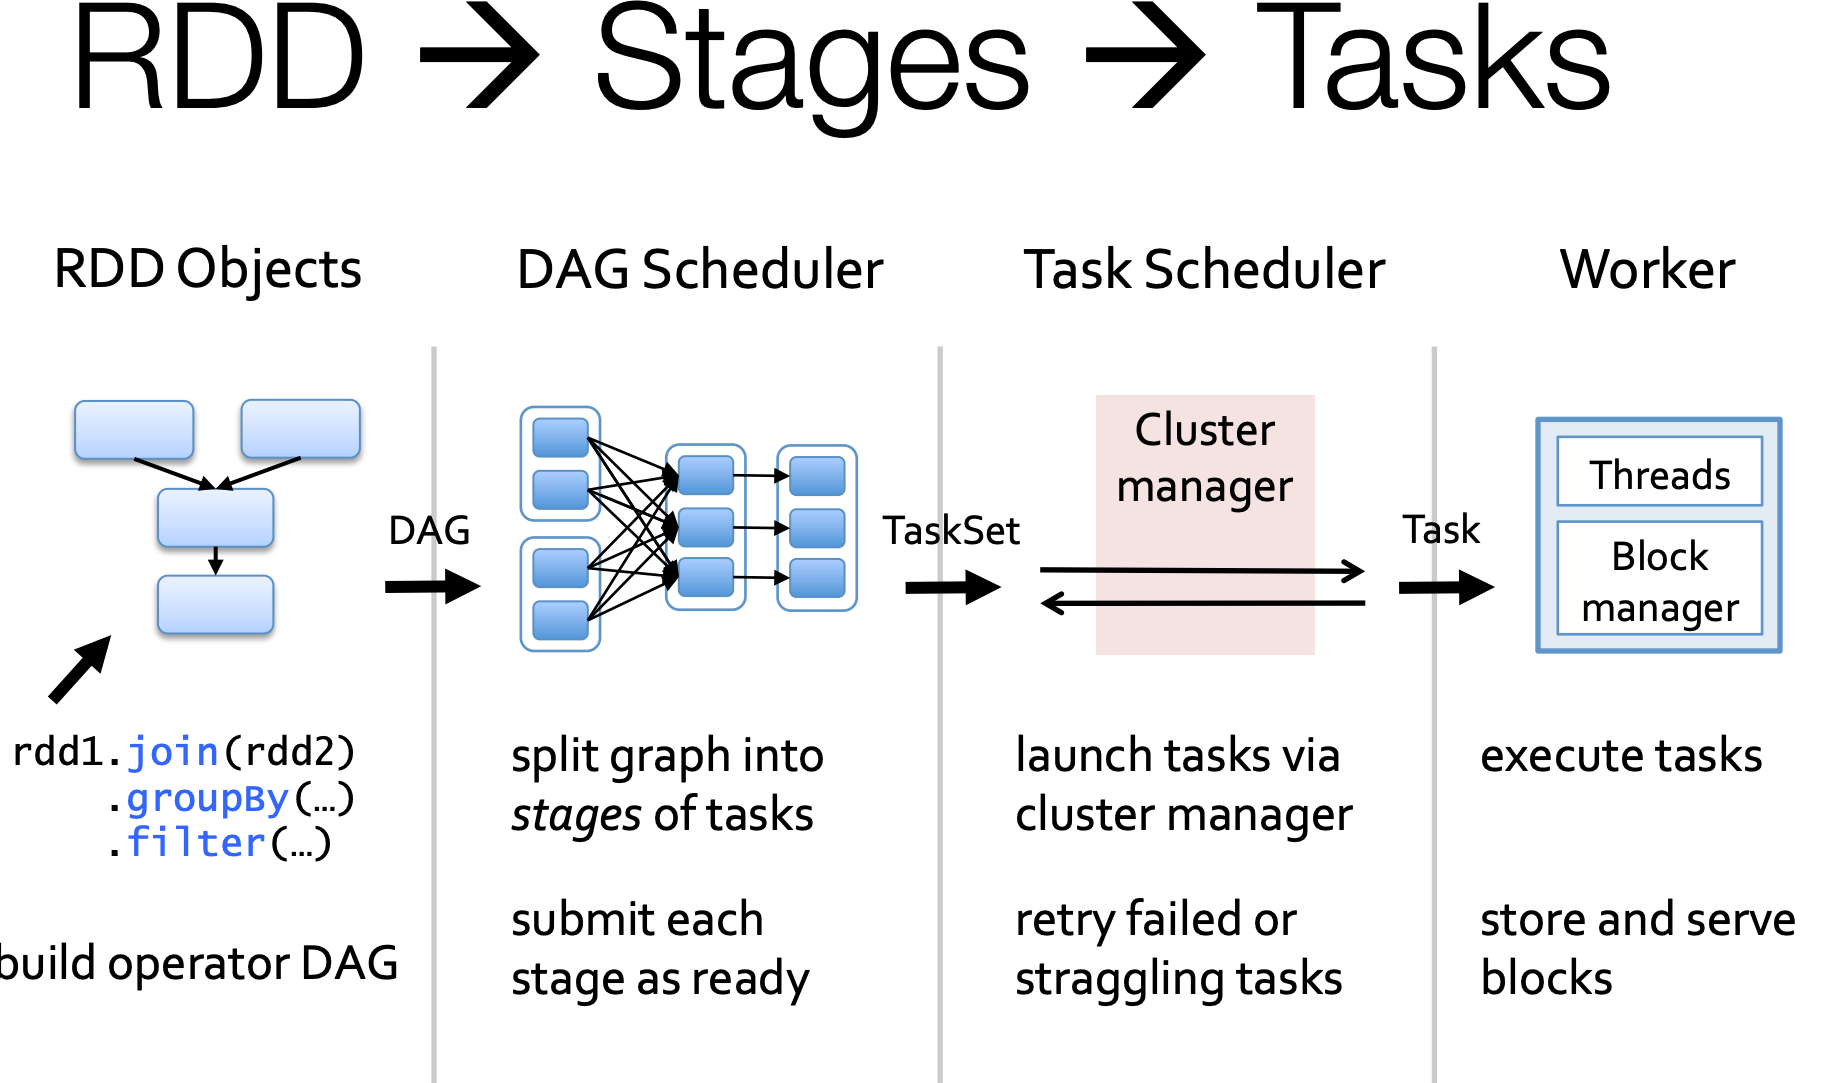 RDD → Stages → Tasks
RDD Objects
DAG Scheduler
Task Scheduler
Worker
DAG
TaskSet
Cluster
manager
Task
Threads
Block
manager
rdd1.join(rdd2)
.groupBy(…)
.filter(…)
build operator DAG
split graph into
stages of tasks
submit each
stage as ready
launch tasks via
cluster manager
retry failed or
straggling tasks
execute tasks
store and serve
blocks